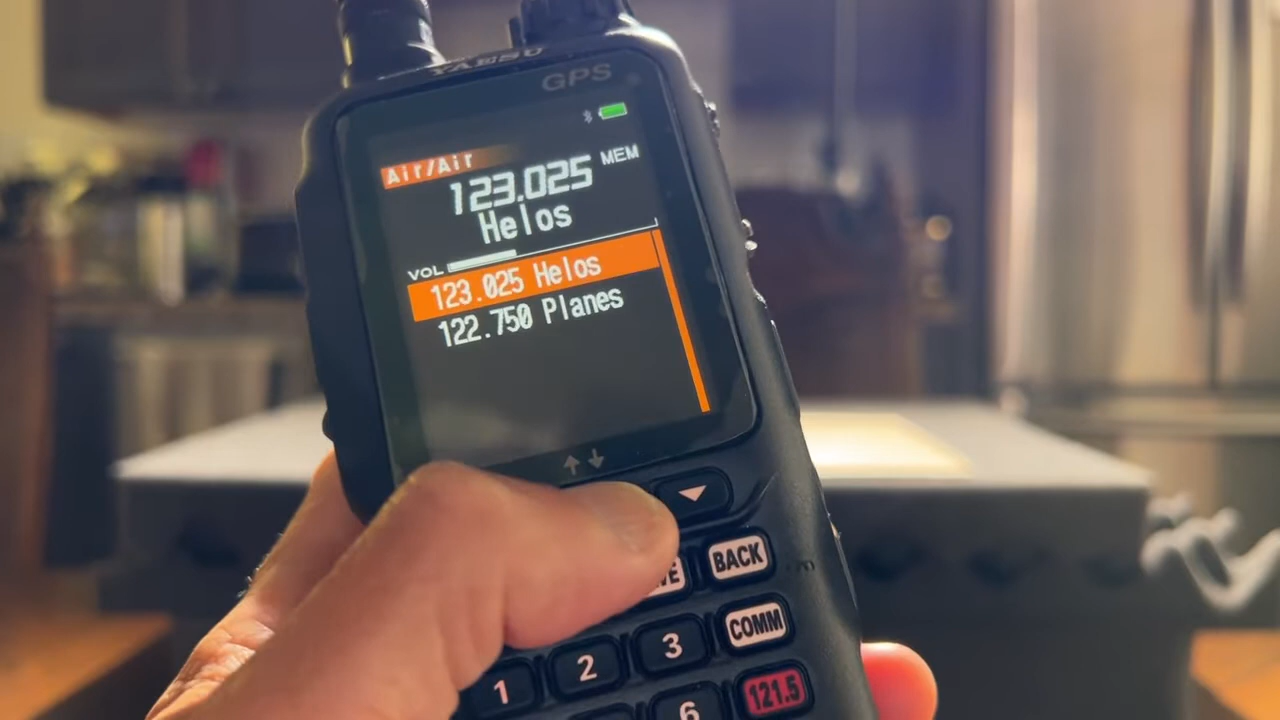 YAESU
GPS
Air/Air
MEM
123.025
Helos
VOL
123.025 Helos
122.750 Planes
BACK
COMM
1 2 3
6 121.5